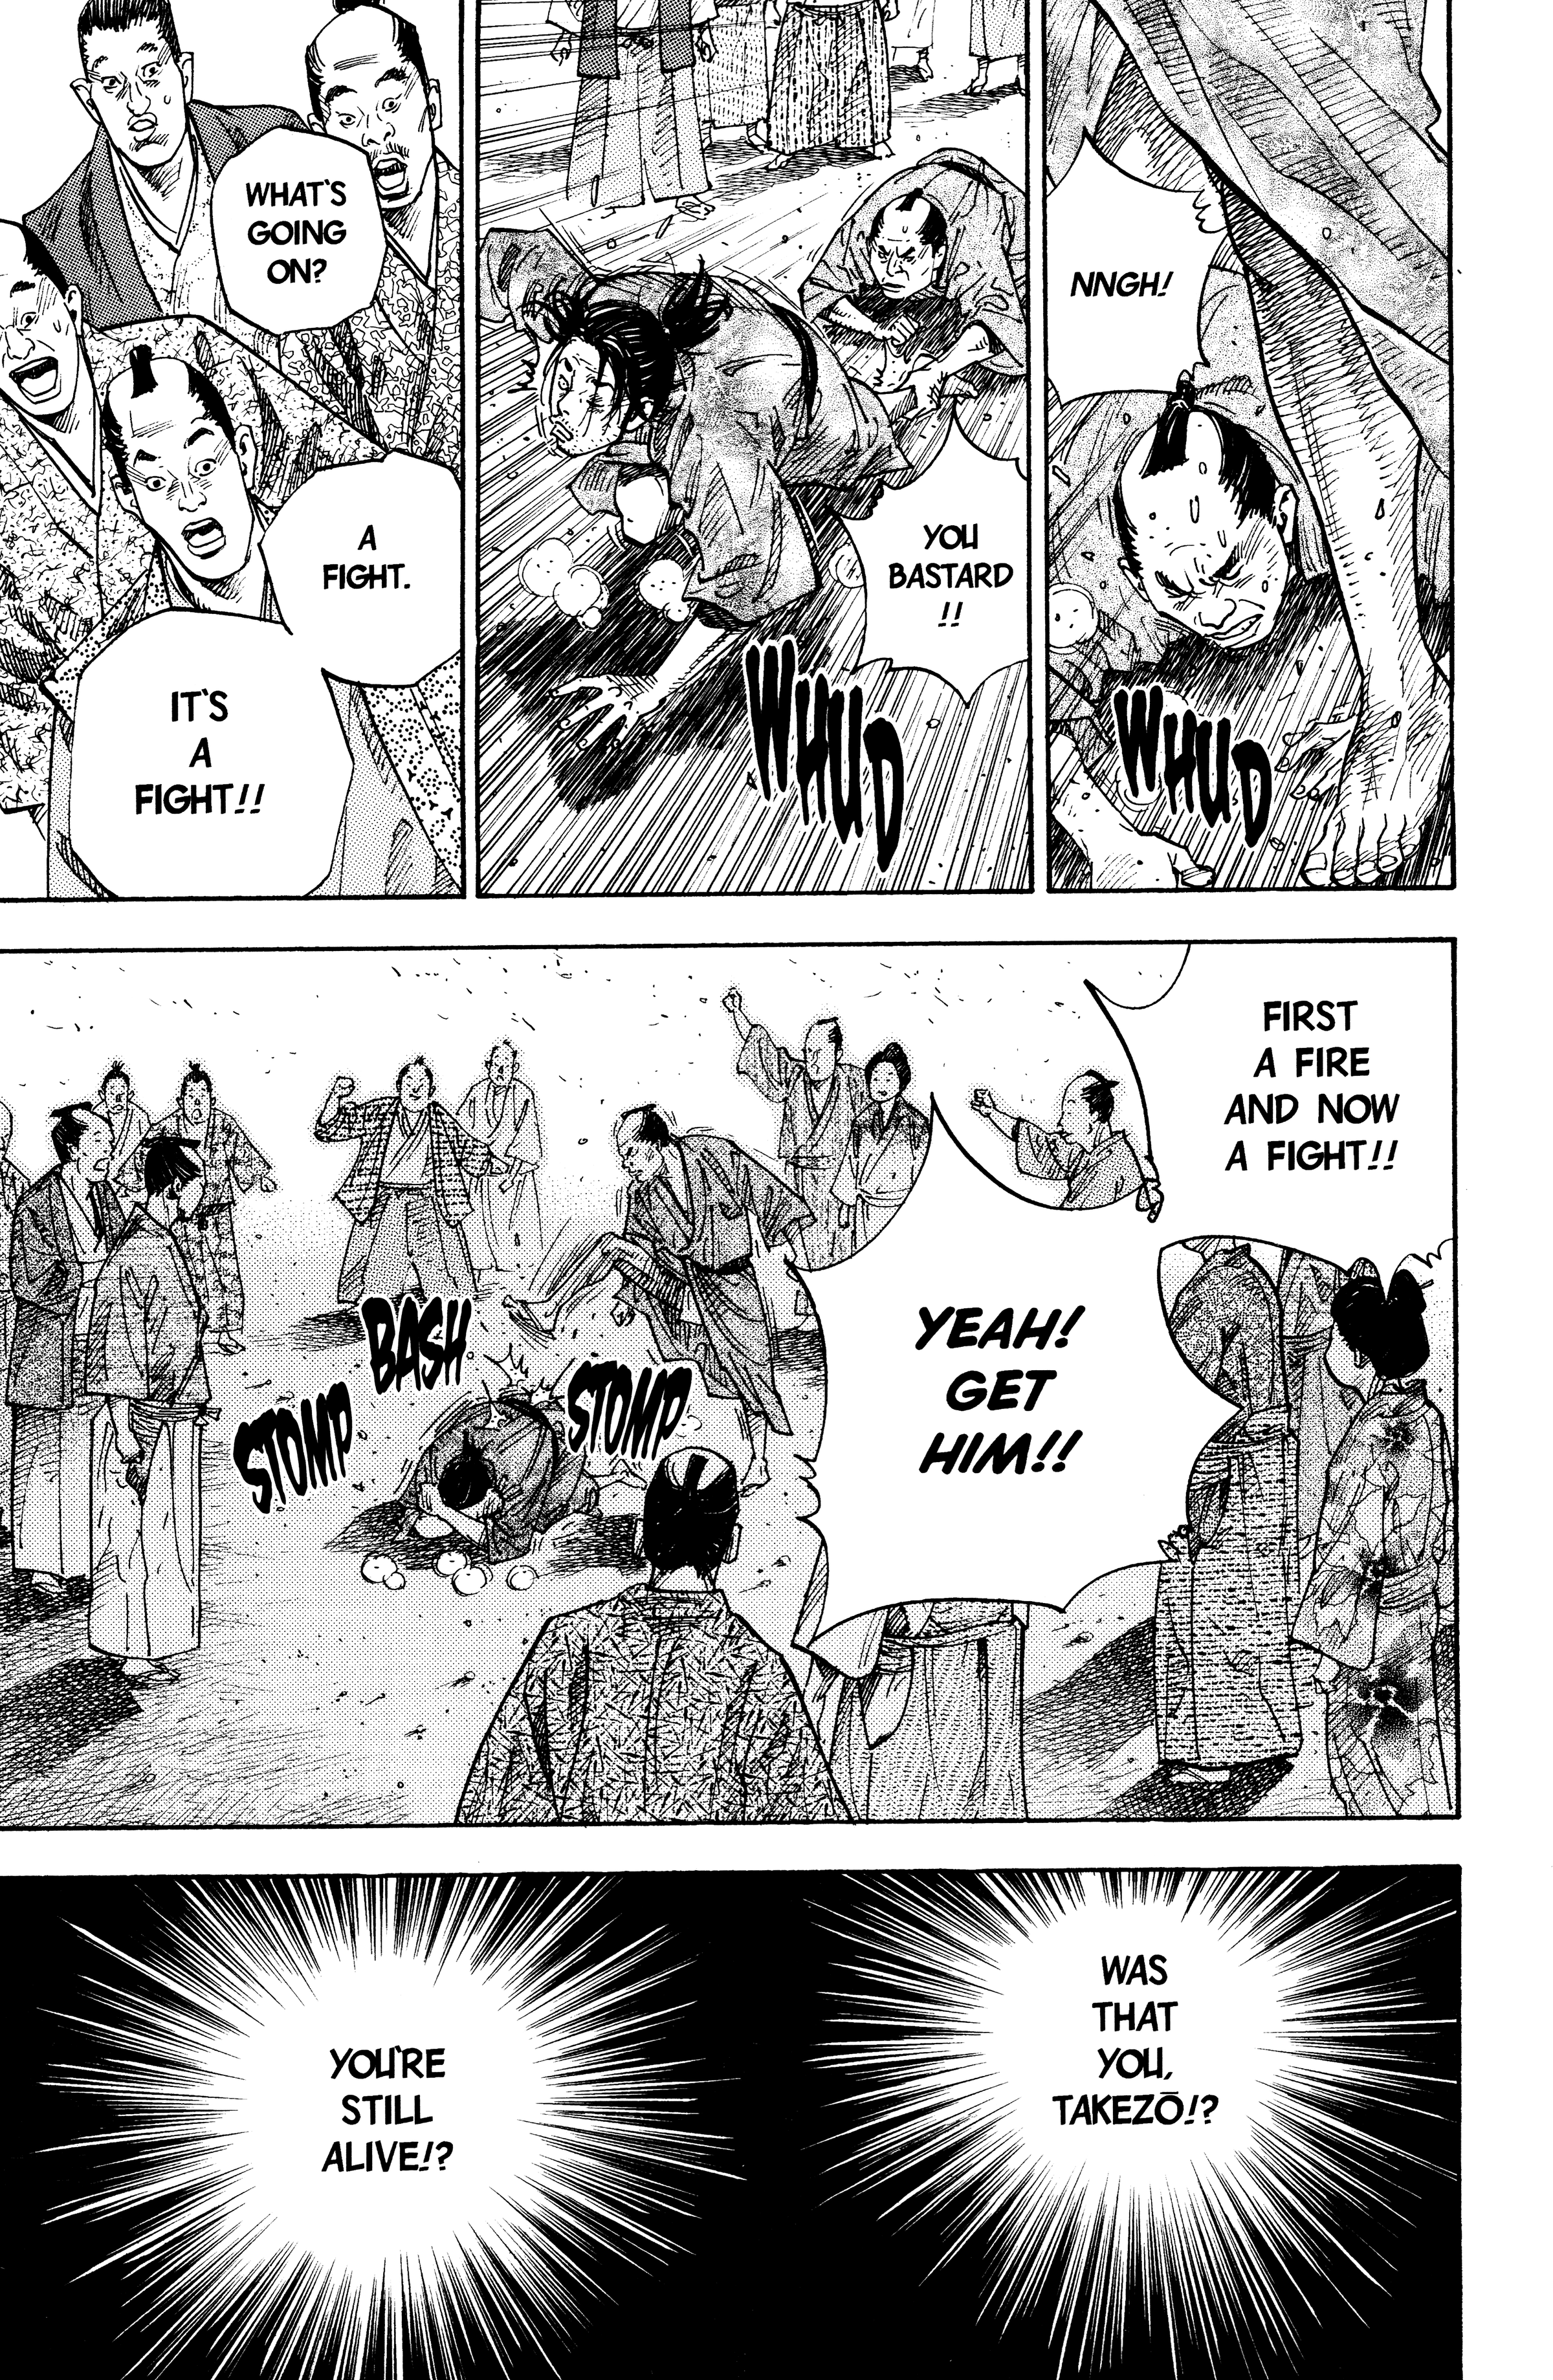 NNGH!
WHUD
YOU
BASTARD
!!
WHUD
WHAT'S
GOING
ON?
A
FIGHT.
IT'S
A
FIGHT!!
FIRST
A FIRE
AND NOW
A FIGHT!!
YEAH!
GET
HIM!!
STOMP
BASH
STOMP
WAS
THAT
YOU,
TAKEZŌ!?
YOU'RE
STILL
ALIVE!?